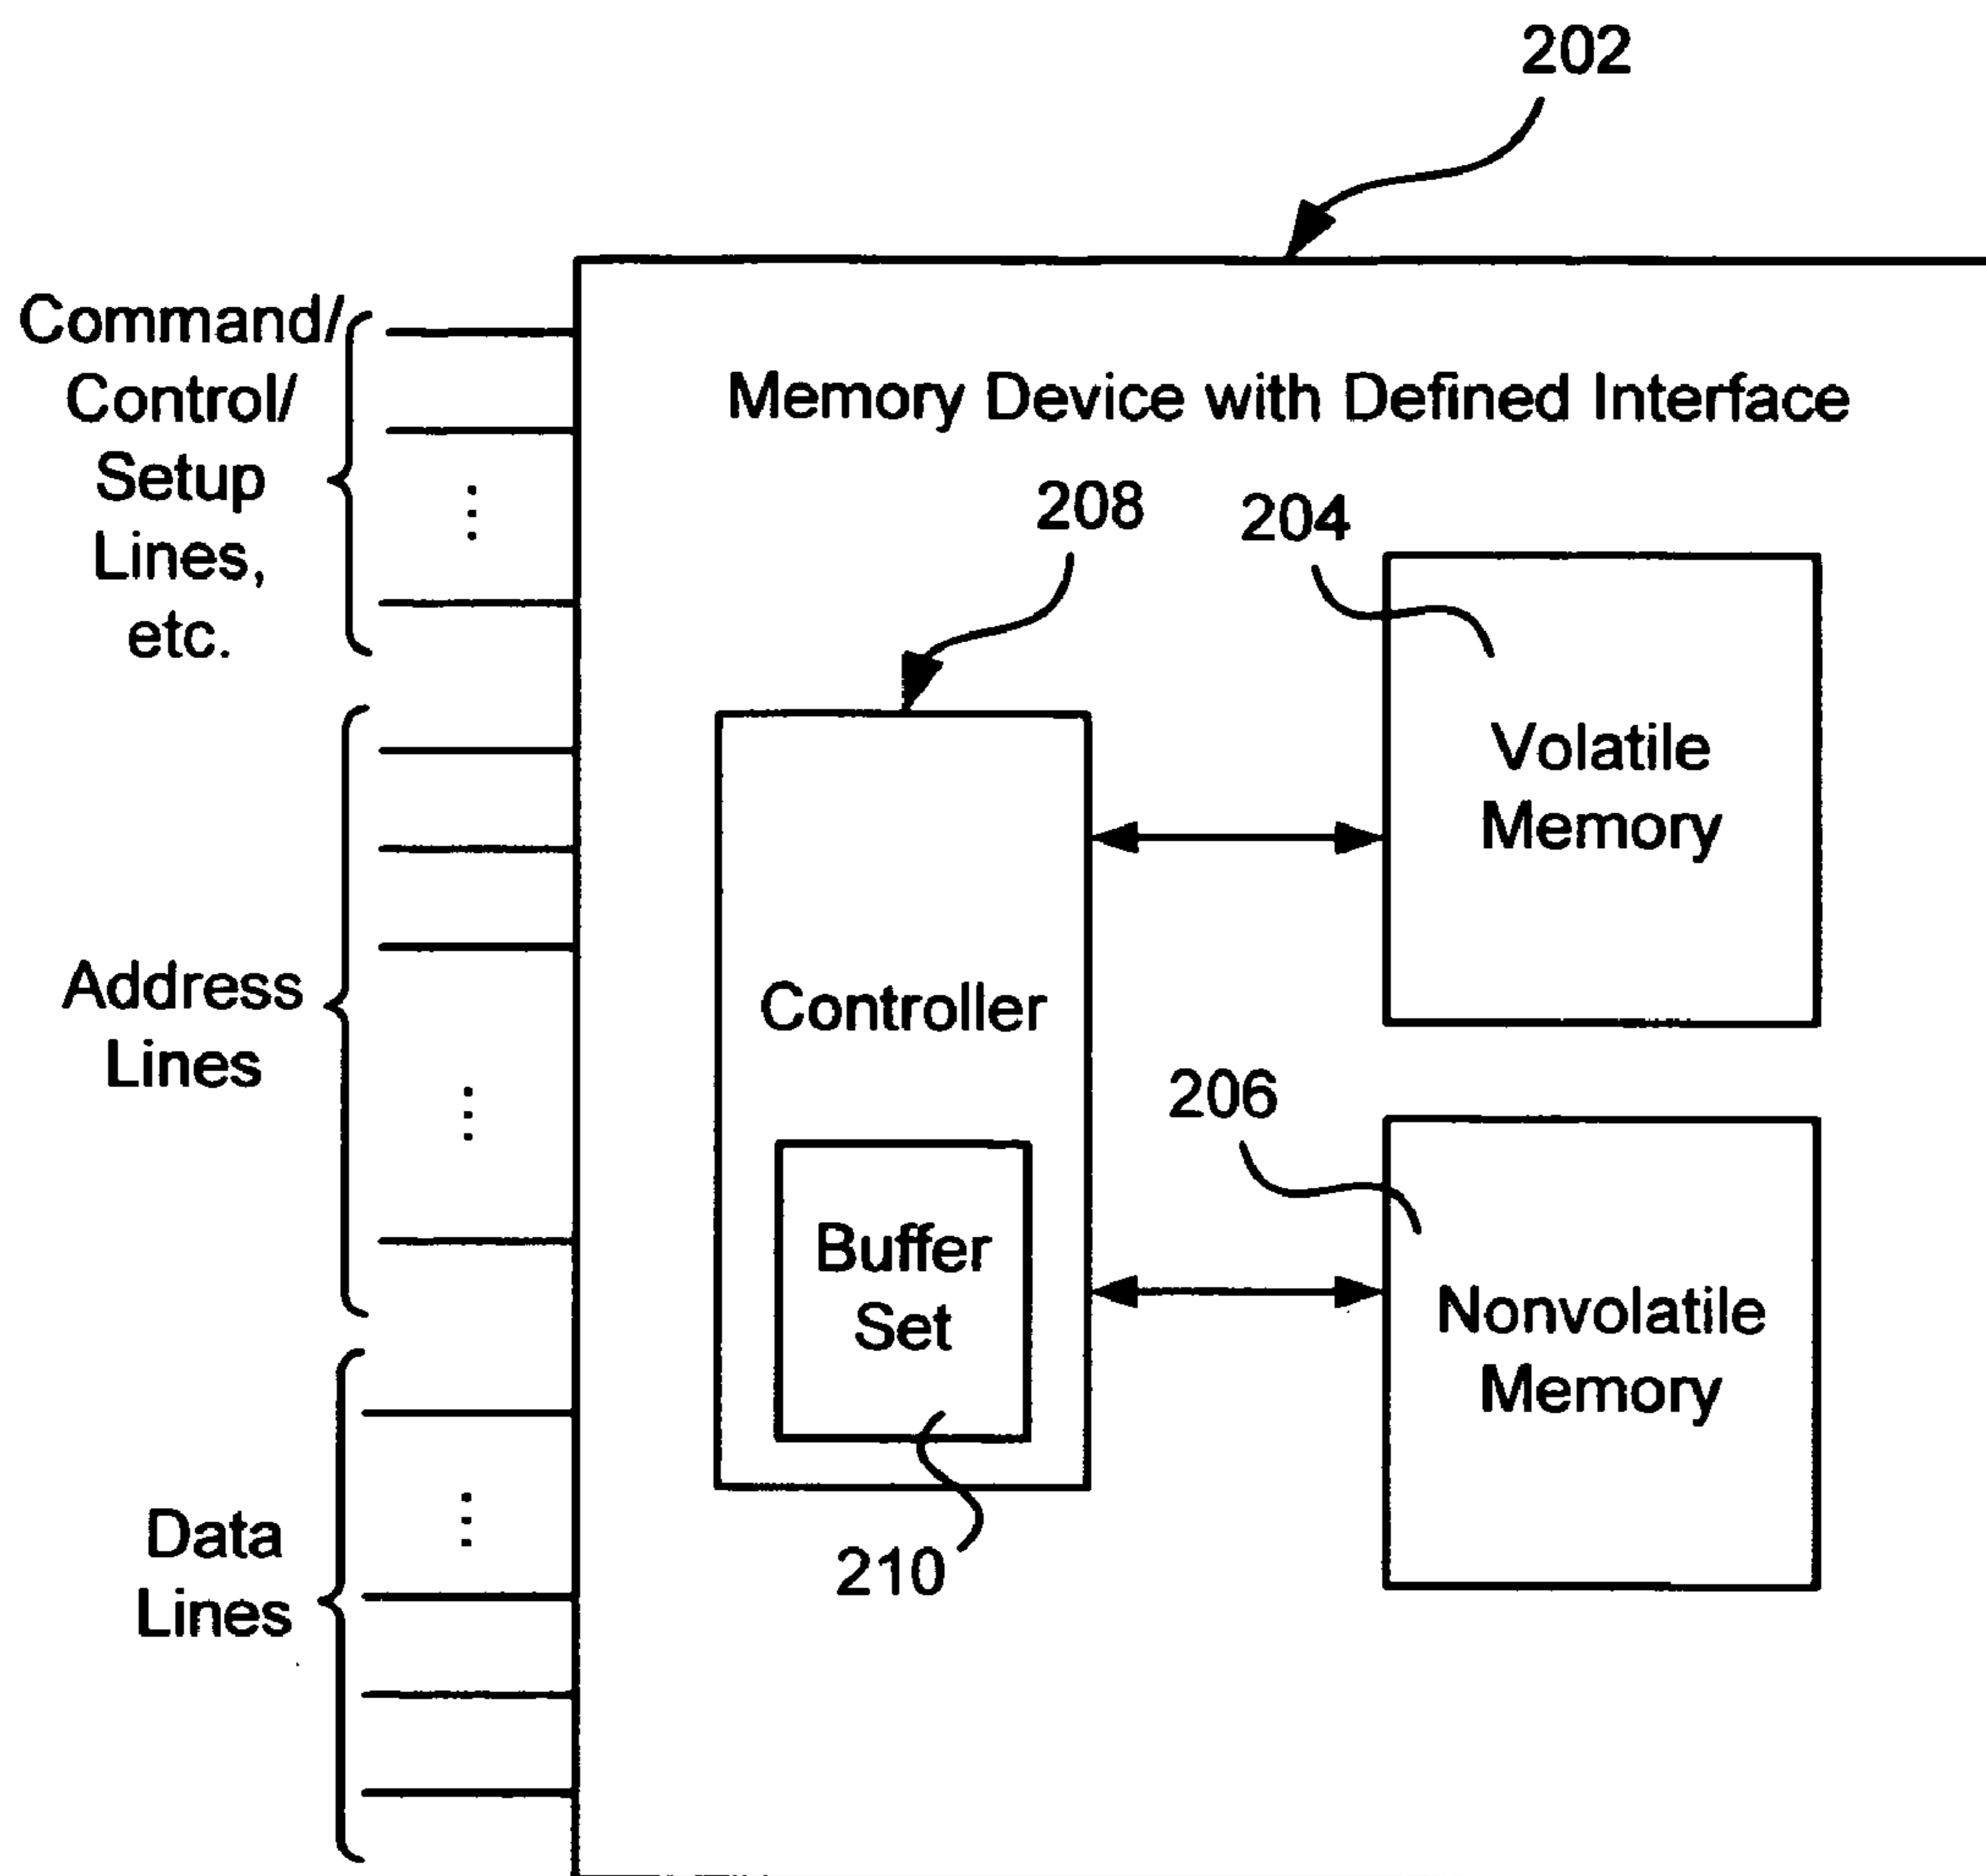 202
Command/
Control/
Setup
Lines,
etc.
Memory Device with Defined Interface
208
204
Volatile
Memory
Address
Lines
Controller
206
Buffer
Set
Nonvolatile
Memory
Data
Lines
210